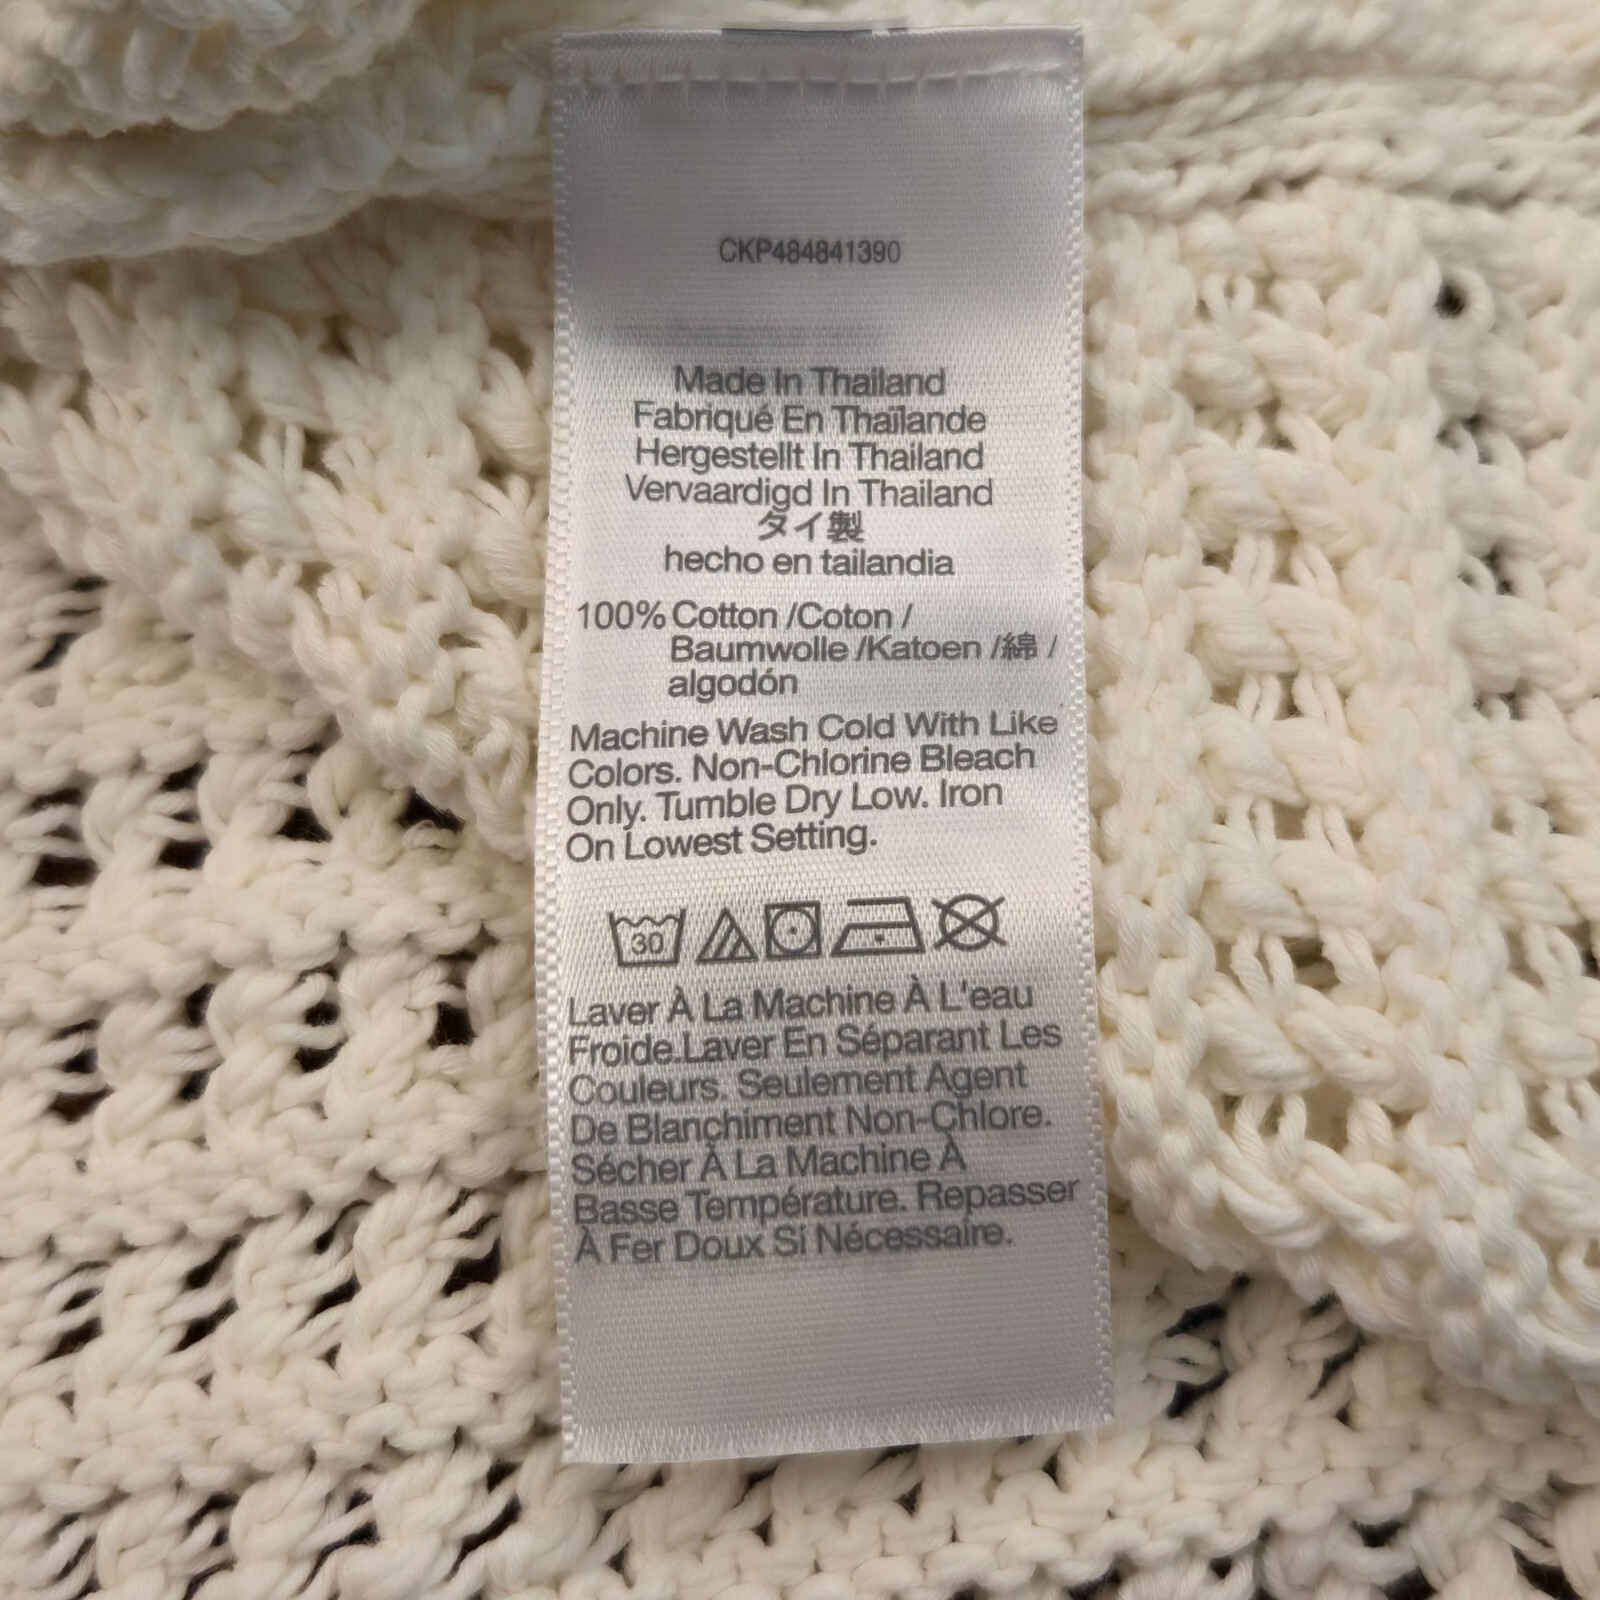 CKP484841390
Made In Thailand
Fabriqué En Thaïlande
Hergestellt In Thailand
Vervaardigd In Thailand
タイ製
hecho en tailandia
100% Cotton /Coton /
Baumwolle /Katoen /綿 /
algodón
Machine Wash Cold With Like
Colors. Non-Chlorine Bleach
Only. Tumble Dry Low. Iron
On Lowest Setting.
30
Laver À La Machine À L'eau
Froide.Laver En Séparant Les
Couleurs. Seulement Agent
De Blanchiment Non-Chlore.
Sécher À La Machine À
Basse Température. Repasser
À Fer Doux Si Nécessaire.